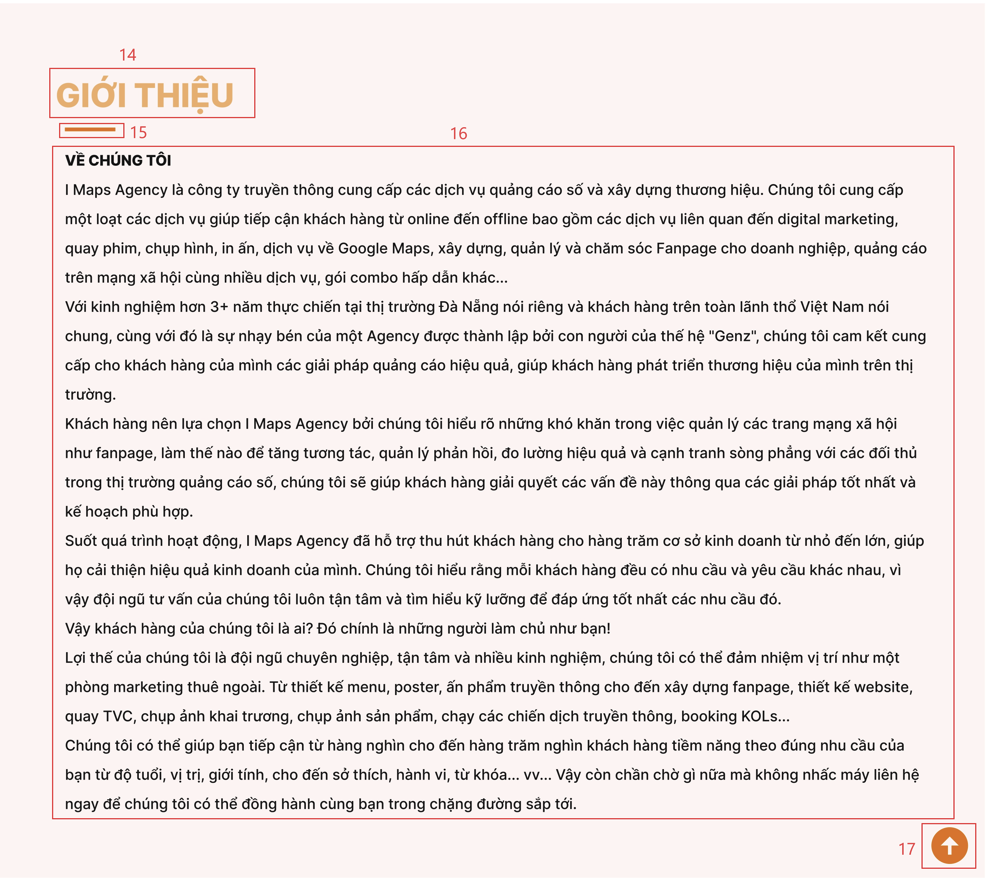 14
GIỚI THIỆU
15
16
VỀ CHÚNG TÔI
I Maps Agency là công ty truyền thông cung cấp các dịch vụ quảng cáo số và xây dựng thương hiệu. Chúng tôi cung cấp
một loạt các dịch vụ giúp tiếp cận khách hàng từ online đến offline bao gồm các dịch vụ liên quan đến digital marketing,
quay phim, chụp hình, in ấn, dịch vụ về Google Maps, xây dựng, quản lý và chăm sóc Fanpage cho doanh nghiệp, quảng cáo
trên mạng xã hội cùng nhiều dịch vụ, gói combo hấp dẫn khác...
Với kinh nghiệm hơn 3+ năm thực chiến tại thị trường Đà Nẵng nói riêng và khách hàng trên toàn lãnh thổ Việt Nam nói
chung, cùng với đó là sự nhạy bén của một Agency được thành lập bởi con người của thế hệ "Genz", chúng tôi cam kết cung
cấp cho khách hàng của mình các giải pháp quảng cáo hiệu quả, giúp khách hàng phát triển thương hiệu của mình trên thị
trường.
Khách hàng nên lựa chọn I Maps Agency bởi chúng tôi hiểu rõ những khó khăn trong việc quản lý các trang mạng xã hội
như fanpage, làm thế nào để tăng tương tác, quản lý phản hồi, đo lường hiệu quả và cạnh tranh sòng phẳng với các đối thủ
trong thị trường quảng cáo số, chúng tôi sẽ giúp khách hàng giải quyết các vấn đề này thông qua các giải pháp tốt nhất và
kế hoạch phù hợp.
Suốt quá trình hoạt động, I Maps Agency đã hỗ trợ thu hút khách hàng cho hàng trăm cơ sở kinh doanh từ nhỏ đến lớn, giúp
họ cải thiện hiệu quả kinh doanh của mình. Chúng tôi hiểu rằng mỗi khách hàng đều có nhu cầu và yêu cầu khác nhau, vì
vậy đội ngũ tư vấn của chúng tôi luôn tận tâm và tìm hiểu kỹ lưỡng để đáp ứng tốt nhất các nhu cầu đó.
Vậy khách hàng của chúng tôi là ai? Đó chính là những người làm chủ như bạn!
Lợi thế của chúng tôi là đội ngũ chuyên nghiệp, tận tâm và nhiều kinh nghiệm, chúng tôi có thể đảm nhiệm vị trí như một
phòng marketing thuê ngoài. Từ thiết kế menu, poster, ấn phẩm truyền thông cho đến xây dựng fanpage, thiết kế website,
quay TVC, chụp ảnh khai trương, chụp ảnh sản phẩm, chạy các chiến dịch truyền thông, booking KOLs...
Chúng tôi có thể giúp bạn tiếp cận từ hàng nghìn cho đến hàng trăm nghìn khách hàng tiềm năng theo đúng nhu cầu của
bạn từ độ tuổi, vị trị, giới tính, cho đến sở thích, hành vi, từ khóa... vv... Vậy còn chần chờ gì nữa mà không nhấc máy liên hệ
ngay để chúng tôi có thể đồng hành cùng bạn trong chặng đường sắp tới.
17